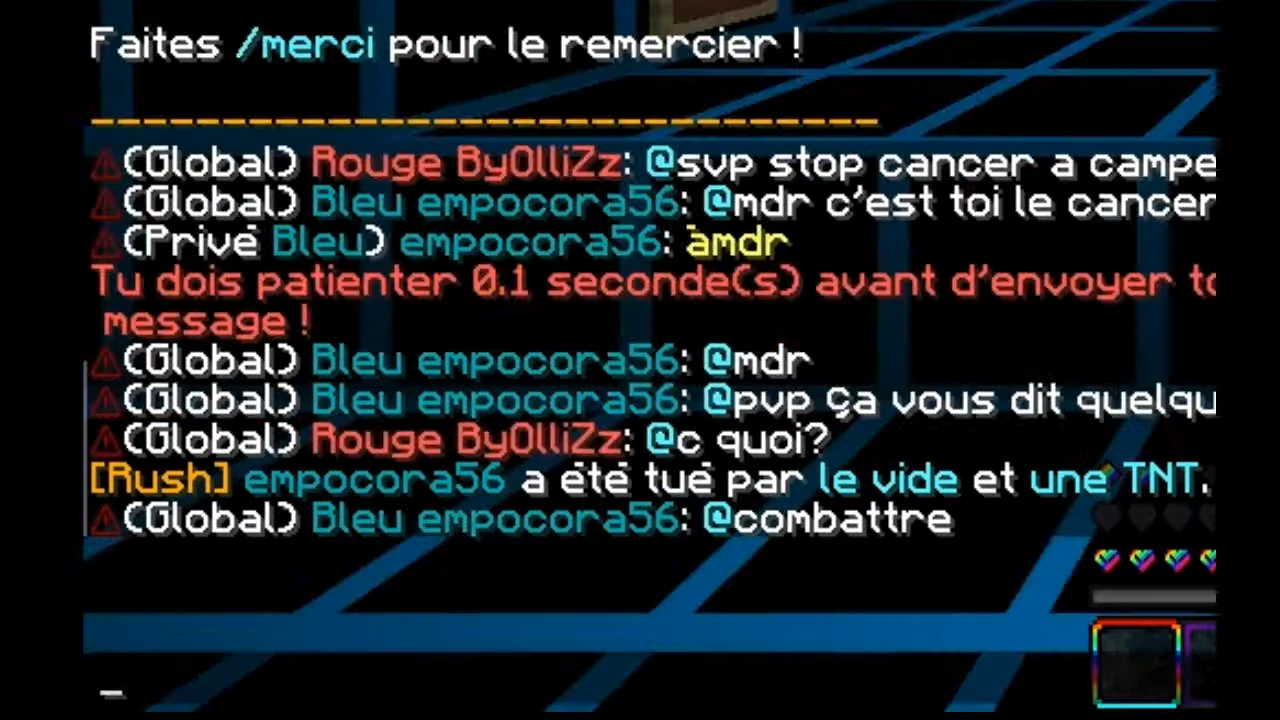 Faites /merci pour le remercier !
------------------------------
⚠(Global) Rouge ByOlliZz: @svp stop cancer a campe
⚠(Global) Bleu empocora56: @mdr c'est toi le cancer
⚠(Privé Bleu) empocora56: àmdr
Tu dois patienter 0.1 seconde(s) avant d'envoyer
message !
⚠(Global) Bleu empocora56: @mdr
⚠(Global) Bleu empocora56: @pvp ça vous dit quelqu
⚠(Global) Rouge ByOlliZz: @c quoi?
[Rush] empocora56 a été tué par le vide et une TNT.
⚠(Global) Bleu empocora56: @combattre
_